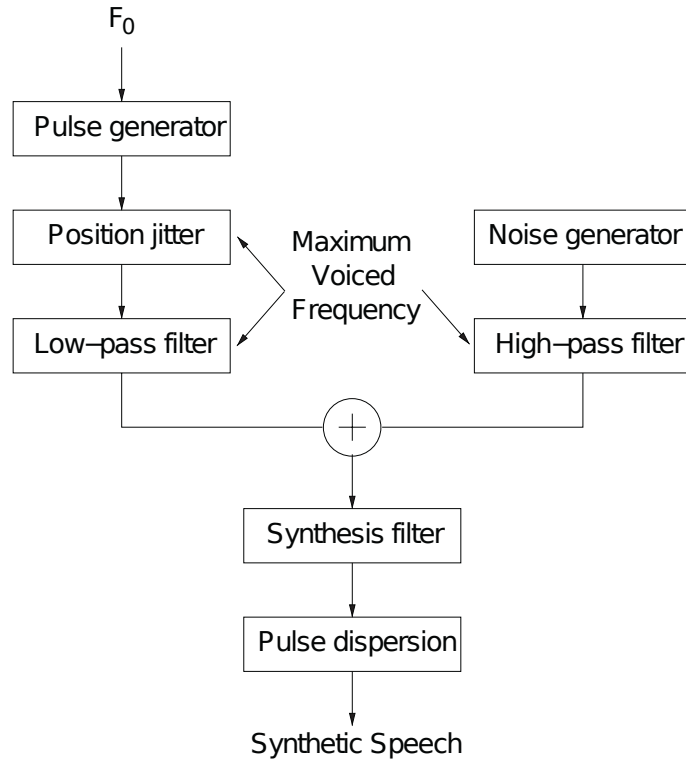 F0
Pulse generator
Position jitter
Maximum
Voiced
Frequency
Noise generator
Low−pass filter
High−pass filter
+
Synthesis filter
Pulse dispersion
Synthetic Speech